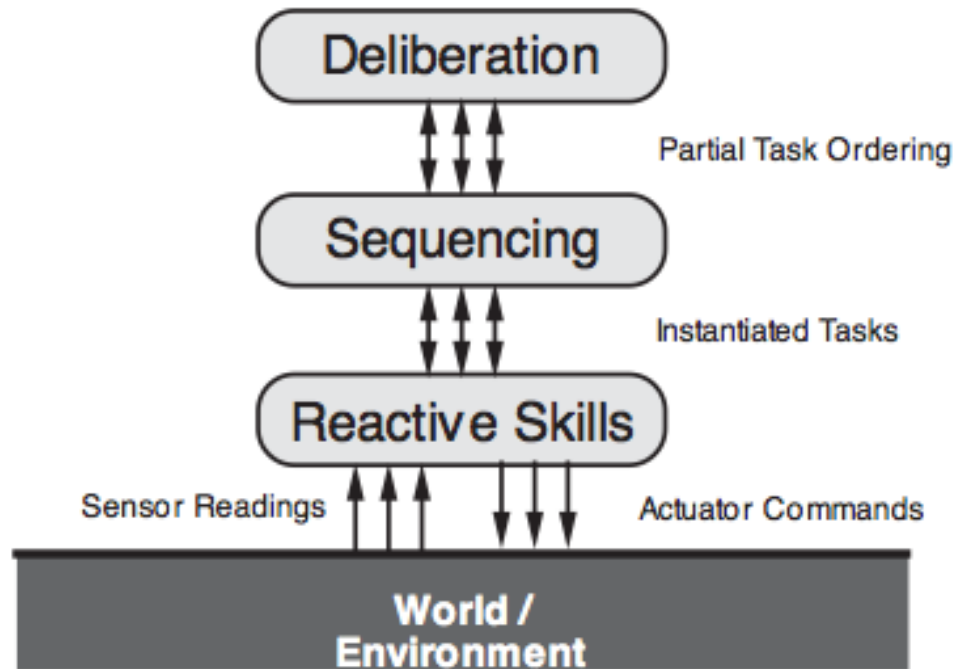 Deliberation
Partial Task Ordering
Sequencing
Instantiated Tasks
Reactive Skills
Sensor Readings
Actuator Commands
World /
Environment